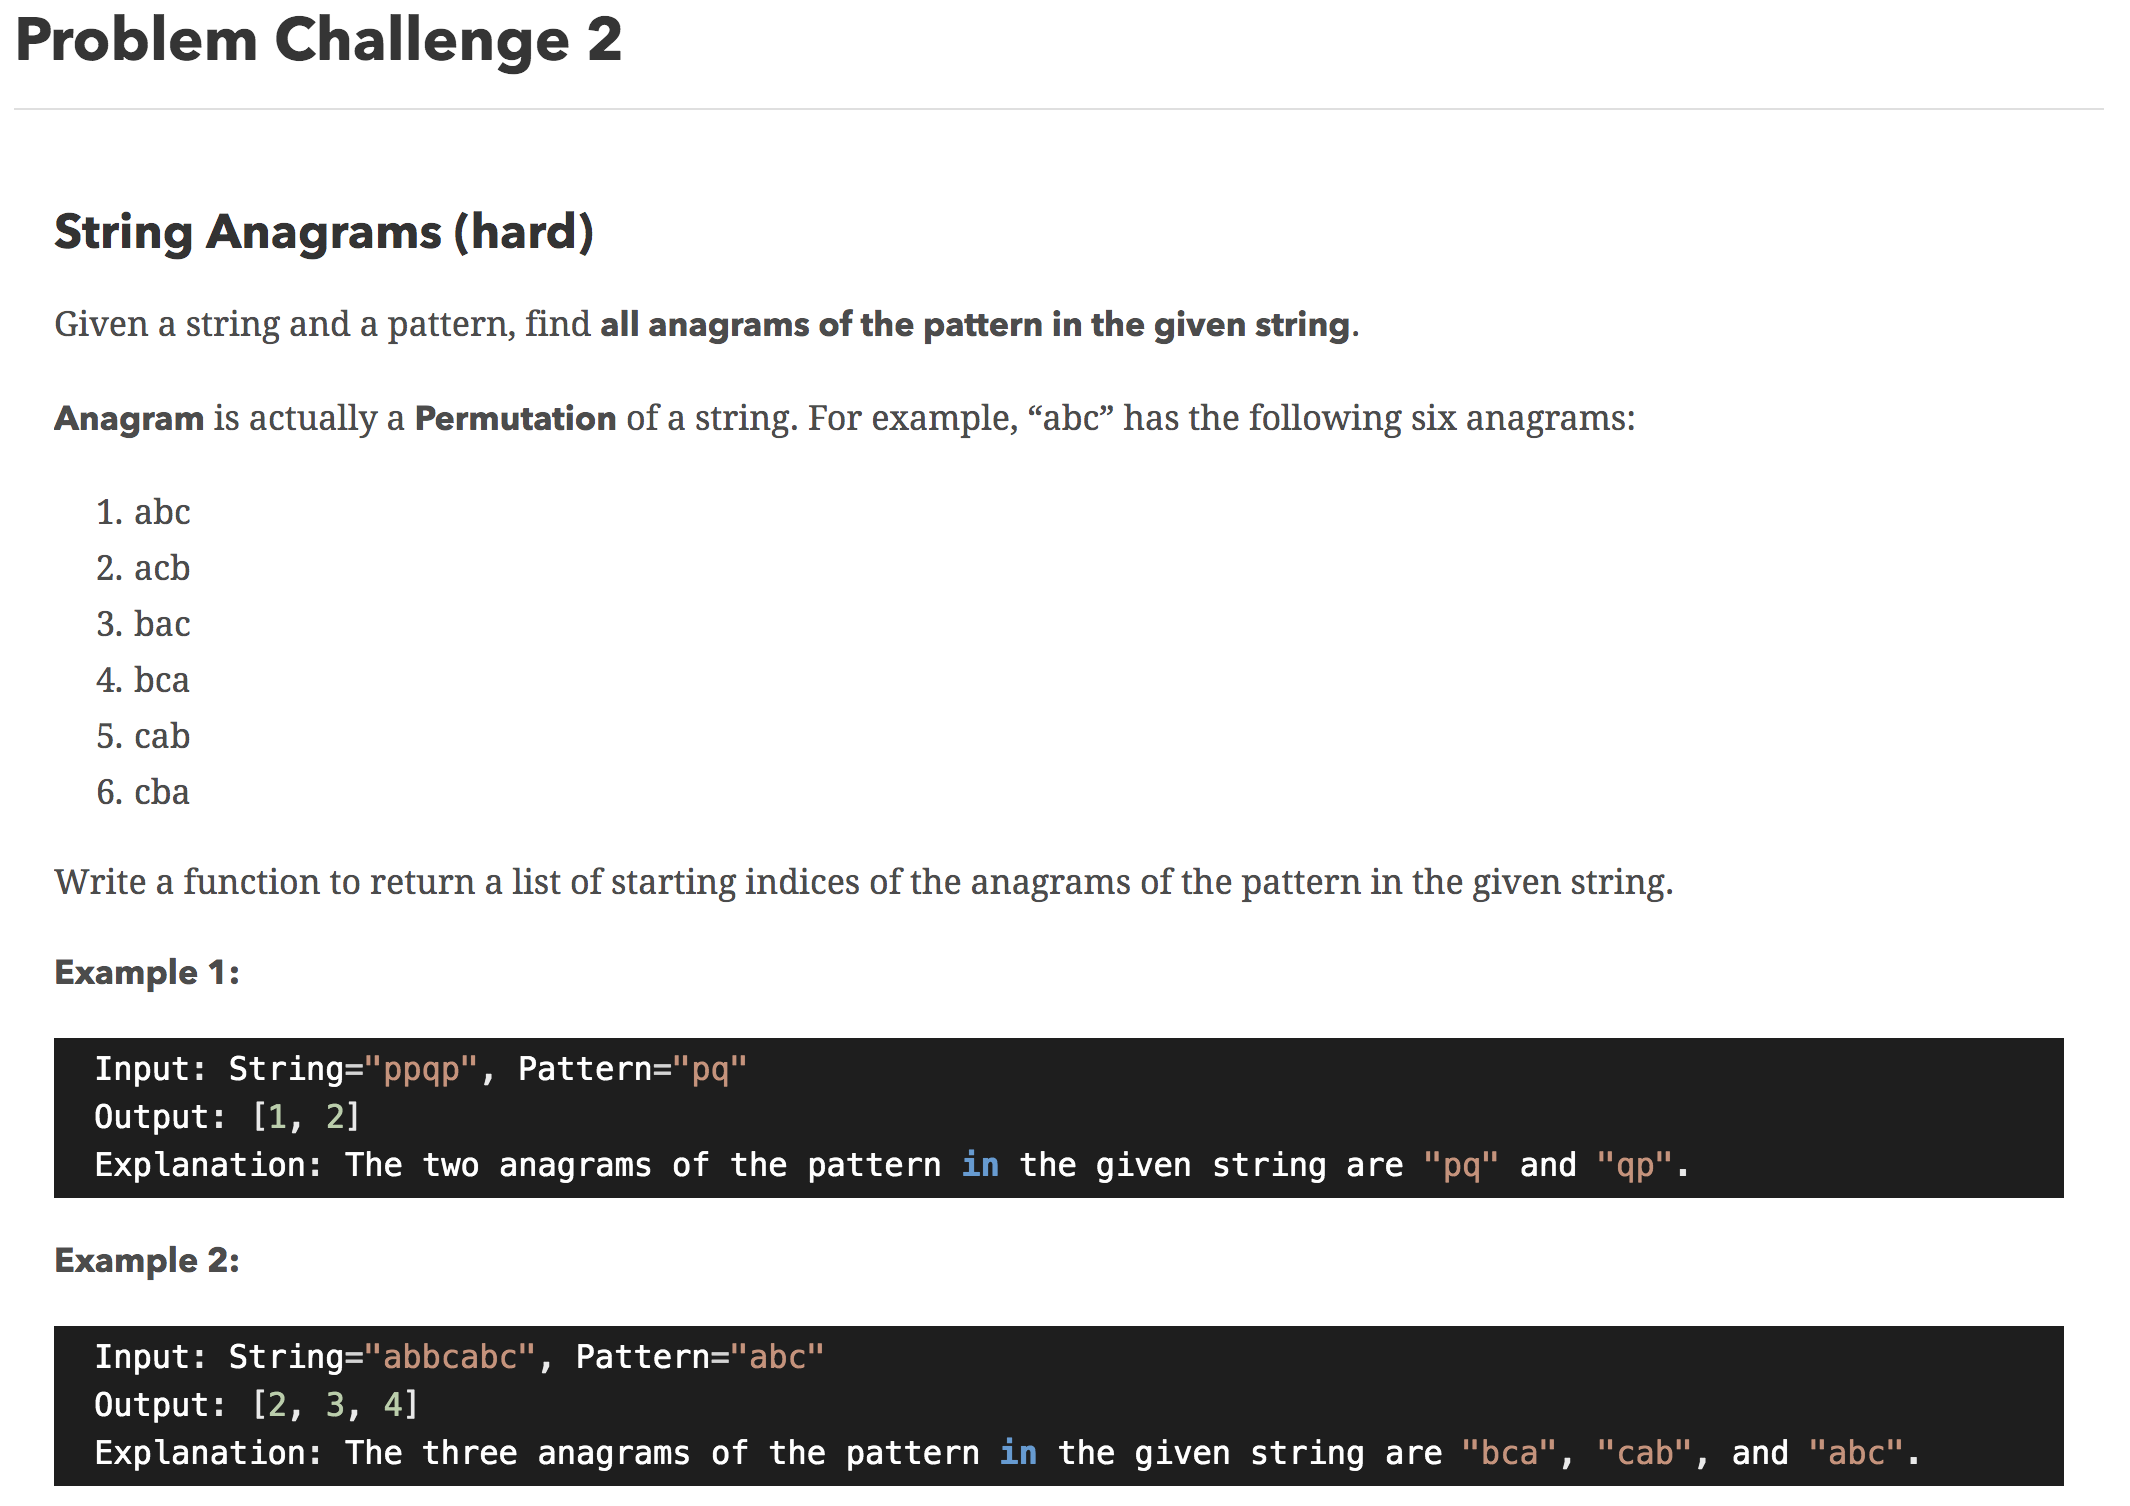 Problem Challenge 2
String Anagrams (hard)
Given a string and a pattern, find all anagrams of the pattern in the given string.
Anagram is actually a Permutation of a string. For example, “abc” has the following six anagrams:
1. abc
2. acb
3. bac
4. bca
5. cab
6. cba
Write a function to return a list of starting indices of the anagrams of the pattern in the given string.
Example 1:
Input: String="ppqp", Pattern="pq"
Output: [1, 2]
Explanation: The two anagrams of the pattern in the given string are "pq" and "qp".
Example 2:
Input: String="abbcabc", Pattern="abc"
Output: [2, 3, 4]
Explanation: The three anagrams of the pattern in the given string are "bca", "cab", and "abc".